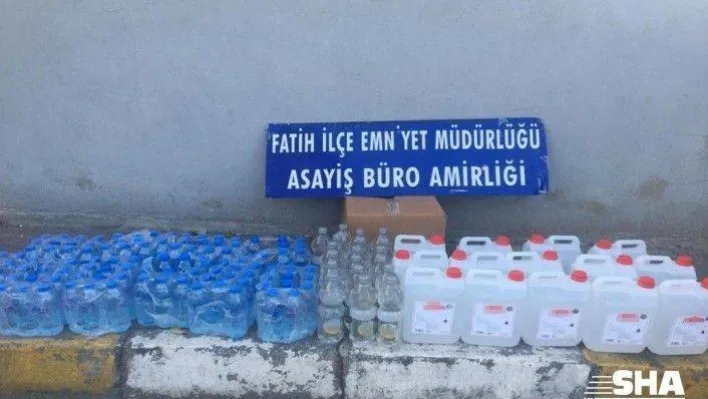 FATİH İLÇE EMN YET MÜDÜRLÜĞÜ
ASAYİŞ BÜRO AMİRLİĞİ
SHA